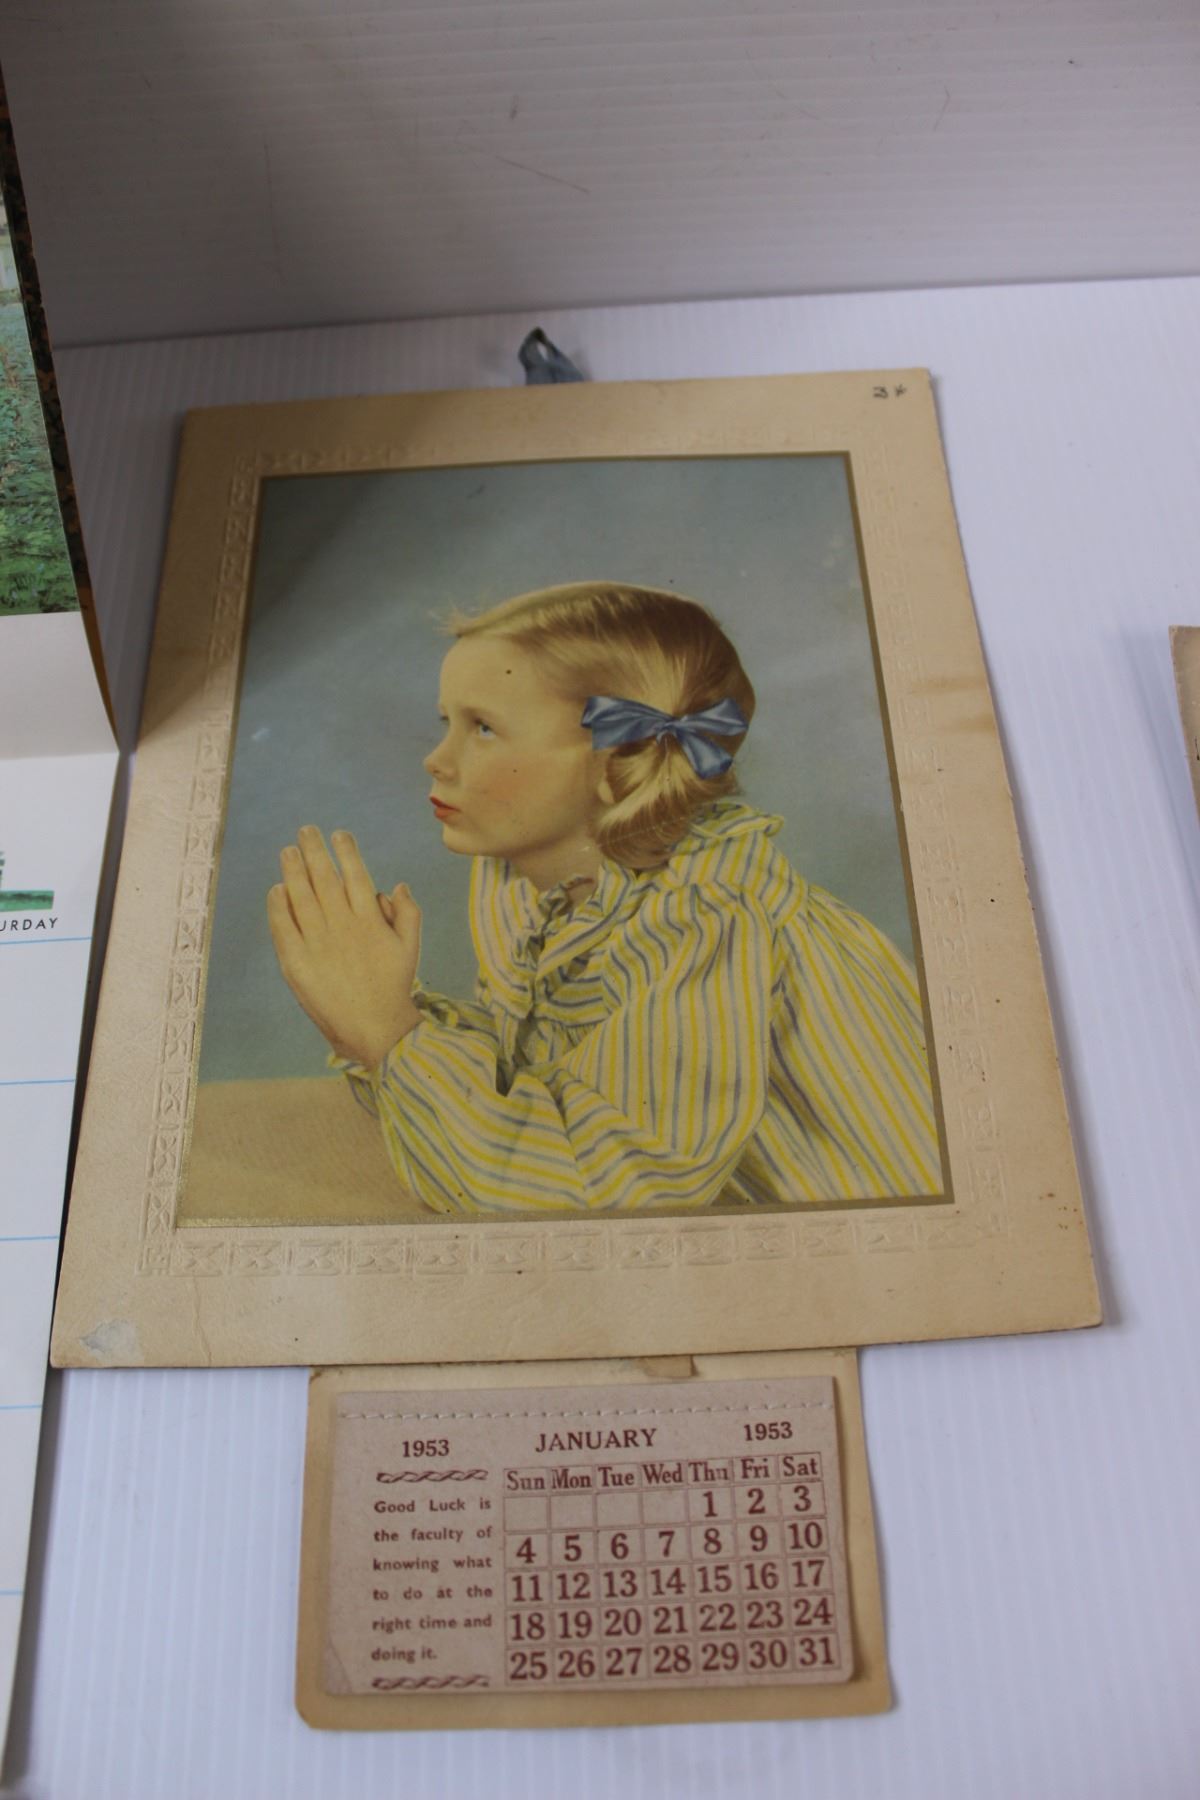 URDAY
1953 JANUARY 1953
Good Luck is
the faculty of
knowing what
to do at the
right time and
doing it.
Sun Mon Tue Wed Thu Fri Sat
1 2 3
4 5 6 7 8 9 10
11 12 13 14 15 16 17
18 19 20 21 22 23 24
25 26 27 28 29 30 31